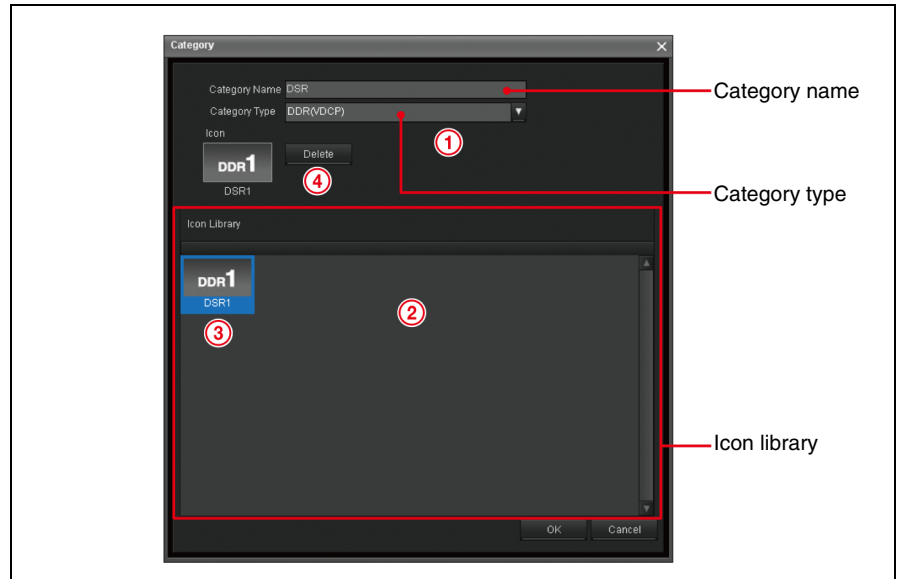 Category
Category Name DSR
Category name
Category Type DDR(VDCP)
①
Icon
DDR1
Delete
④
DSR1
Category type
Icon Library
DDR1
DSR1
③
②
Icon library
OK Cancel